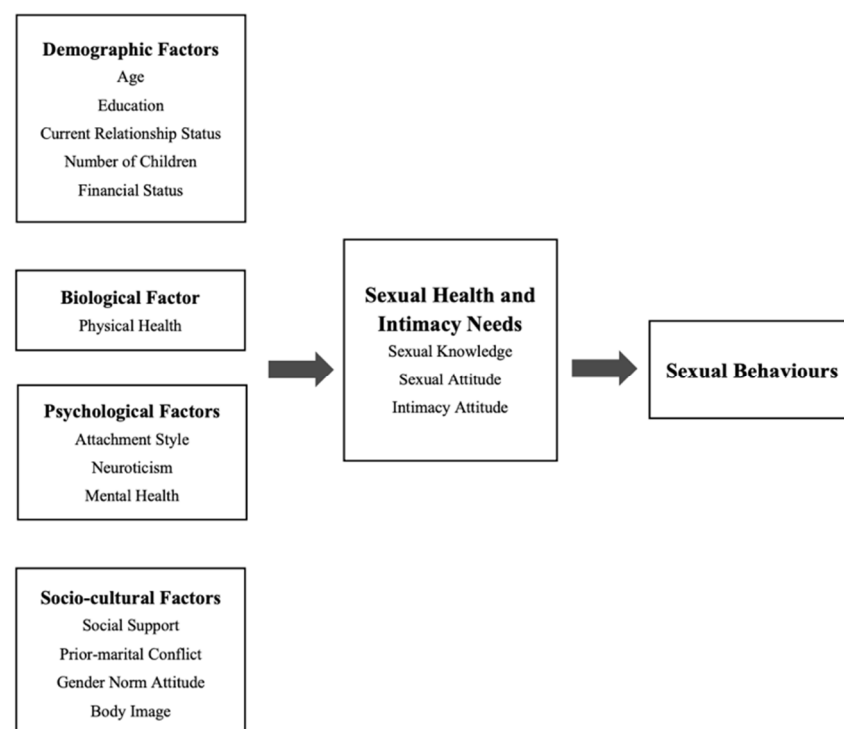 Demographic Factors
Age
Education
Current Relationship Status
Number of Children
Financial Status
Biological Factor
Physical Health
Psychological Factors
Attachment Style
Neuroticism
Mental Health
Socio-cultural Factors
Social Support
Prior-marital Conflict
Gender Norm Attitude
Body Image
Sexual Health and
Intimacy Needs
Sexual Knowledge
Sexual Attitude
Intimacy Attitude
Sexual Behaviours